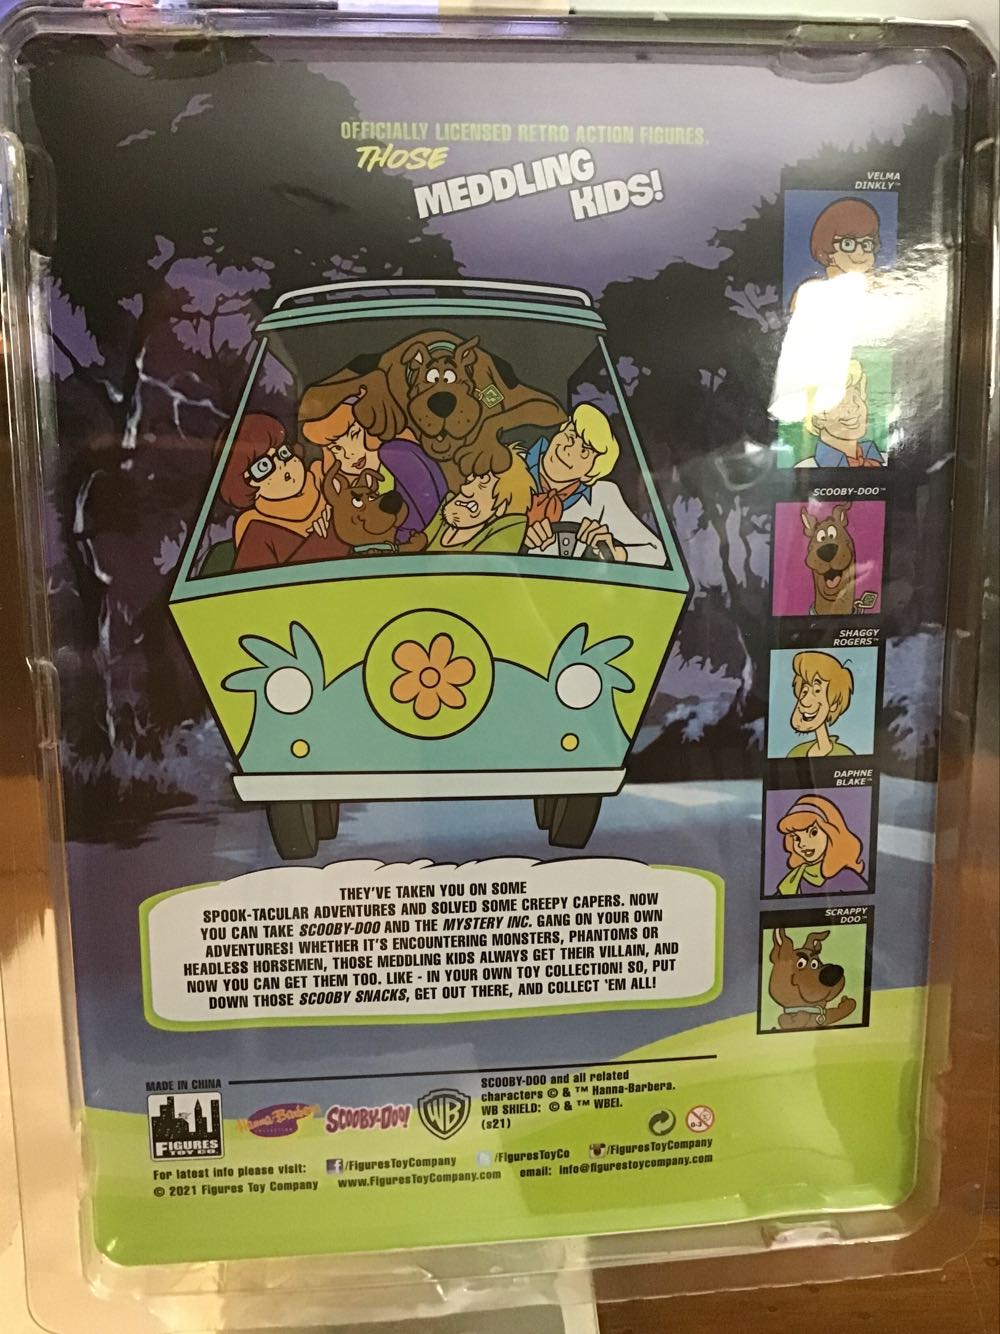 OFFICIALLY LICENSED RETRO ACTION FIGURES.
THOSE
MEDDLING
KIDS!
VELMA
DINKLY™
SCOOBY-DOO™
SHAGGY
ROGERS™
DAPHNE
BLAKE™
SCRAPPY
DOO™
THEY'VE TAKEN YOU ON SOME
SPOOK-TACULAR ADVENTURES AND SOLVED SOME CREEPY CAPERS. NOW
YOU CAN TAKE SCOOBY-DOO AND THE MYSTERY INC. GANG ON YOUR OWN
ADVENTURES! WHETHER IT'S ENCOUNTERING MONSTERS, PHANTOMS OR
HEADLESS HORSEMEN, THOSE MEDDLING KIDS ALWAYS GET THEIR VILLAIN, AND
NOW YOU CAN GET THEM TOO. LIKE - IN YOUR OWN TOY COLLECTION! SO, PUT
DOWN THOSE SCOOBY SNACKS, GET OUT THERE, AND COLLECT 'EM ALL!
MADE IN CHINA
FIGURES
TOY CO.
Hanna-Barbera
SCOOBY-DOO!
WB
SCOOBY-DOO and all related
characters © & ™ Hanna-Barbera.
WB SHIELD: © & ™ WBEI.
(s21)
0-3
For latest info please visit:
/FiguresToyCompany
/FiguresToyCo
/FiguresToyCompany
© 2021 Figures Toy Company
www.FiguresToyCompany.com
email: info@figurestoycompany.com